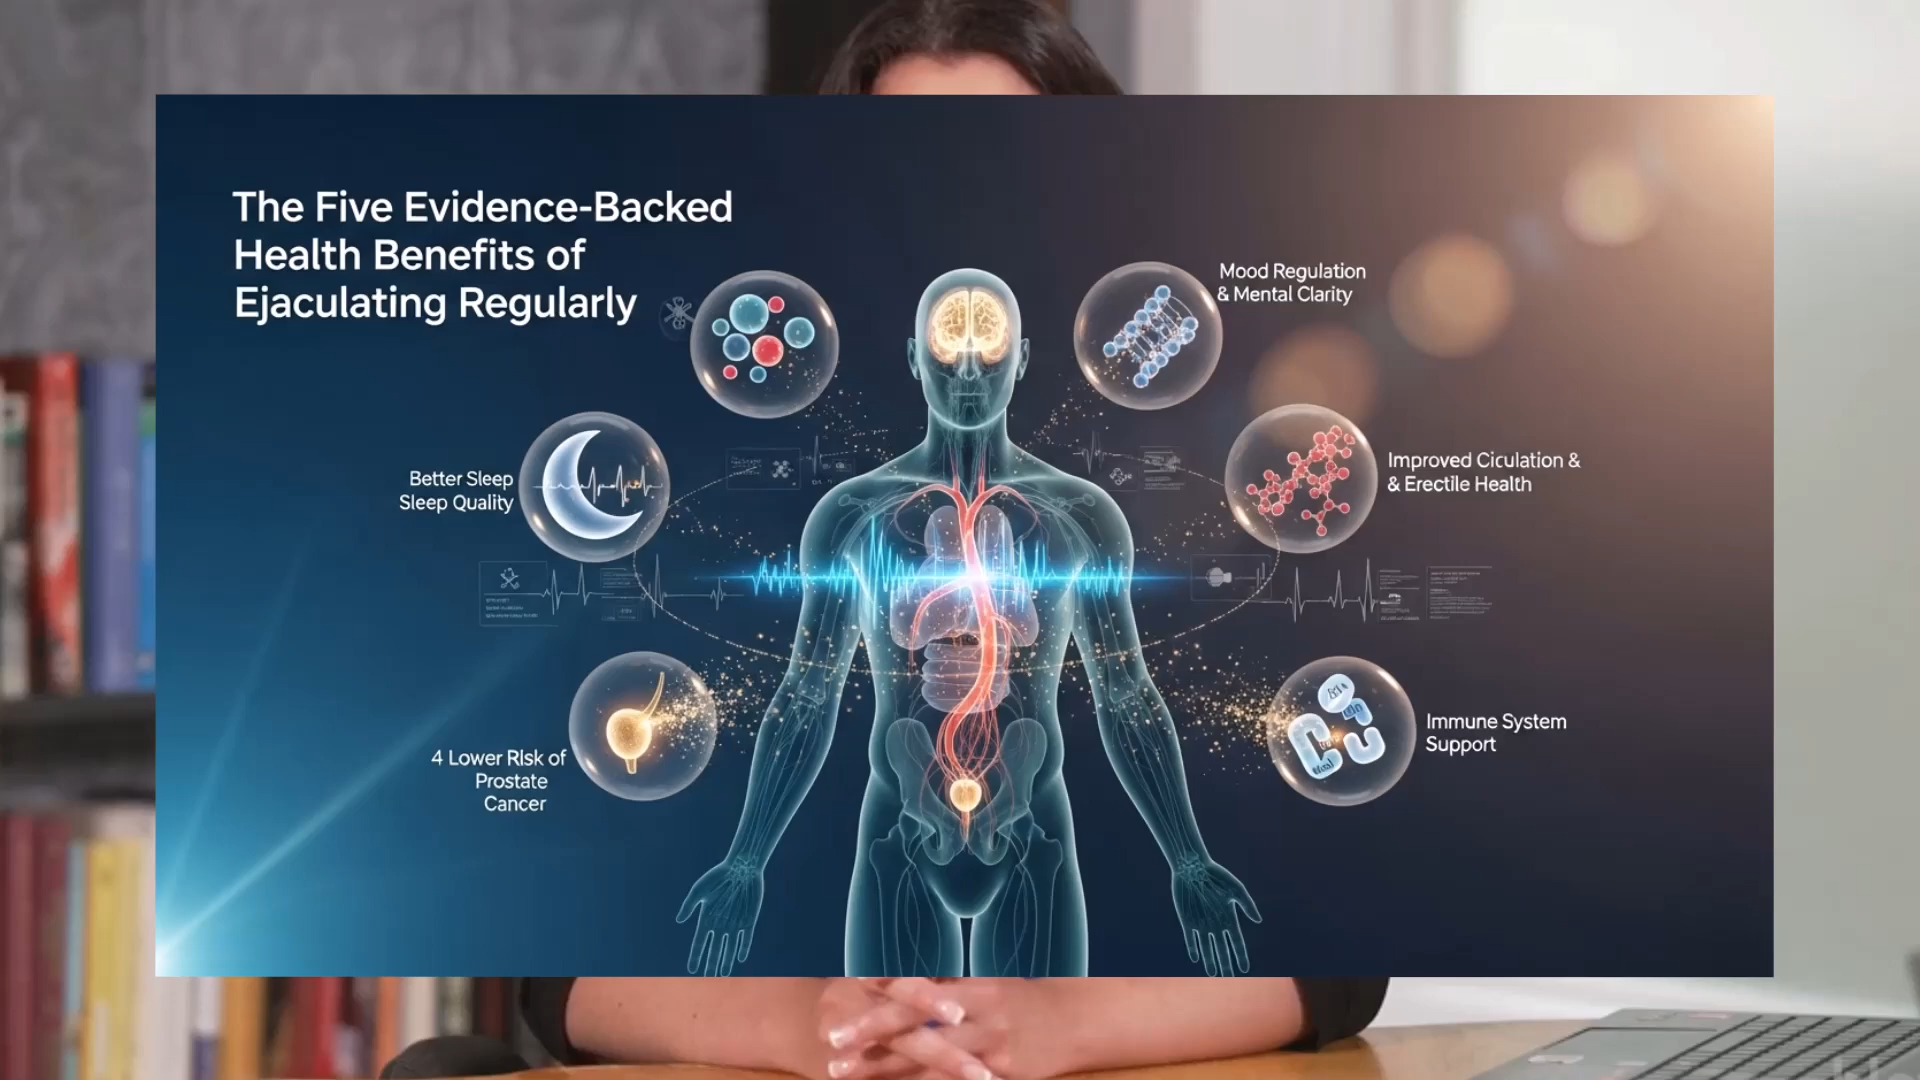 The Five Evidence-Backed
Health Benefits of
Ejaculating Regularly
Mood Regulation
& Mental Clarity
Better Sleep
Sleep Quality
Improved Ciculation &
& Erectile Health
4 Lower Risk of
Prostate
Cancer
Immune System
Support